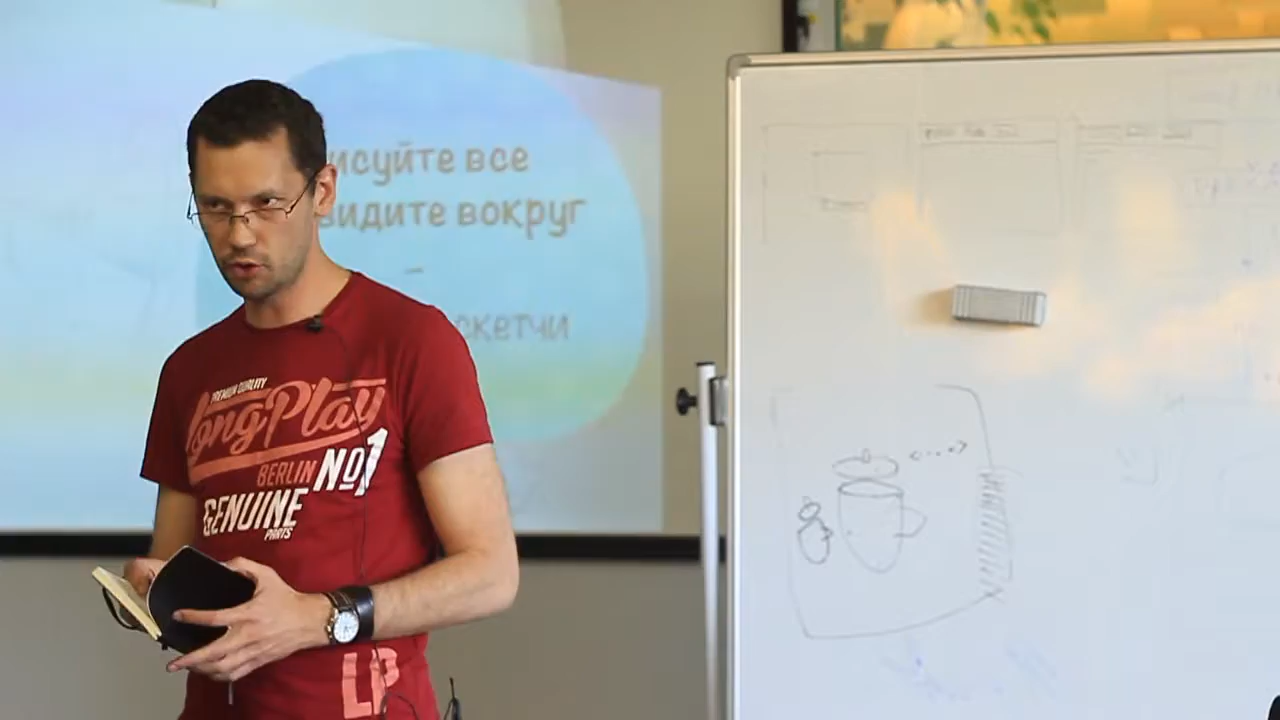 исуйте все
видите вокруг
–
скетчи
PREMIUM QUALITY
LongPlay
BERLIN No1
GENUINE
PARTS
LP